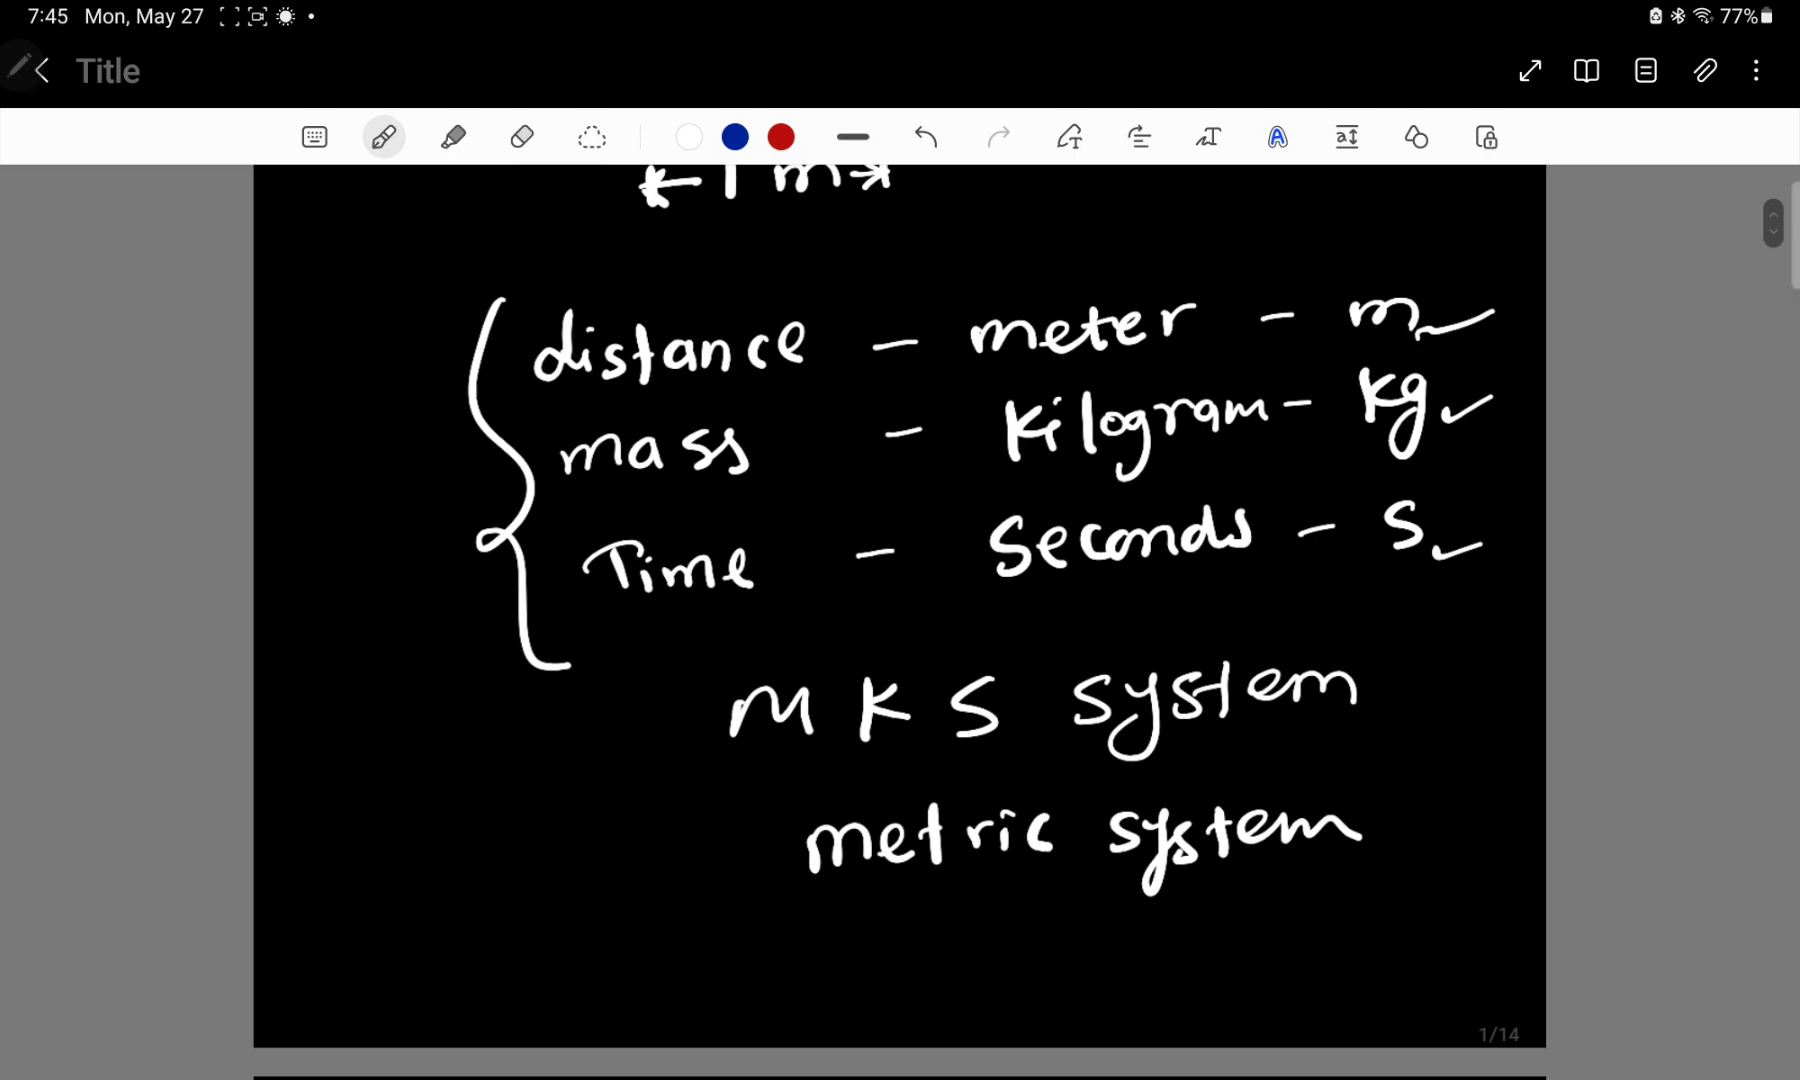 7:45 Mon, May 27
77%
Title
1 m
distance - meter - m
mass - kilogram - kg
Time - Seconds - S
M K S system
metric system
1/14